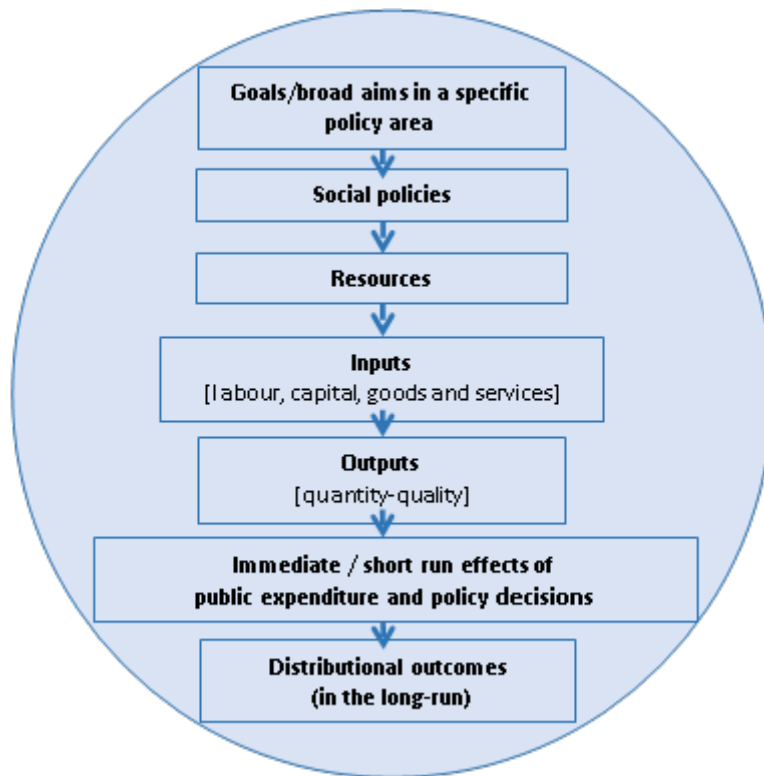 Goals/broad aims in a specific
policy area
Social policies
Resources
Inputs
[labour, capital, goods and services]
Outputs
[quantity-quality]
Immediate / short run effects of
public expenditure and policy decisions
Distributional outcomes
(in the long-run)